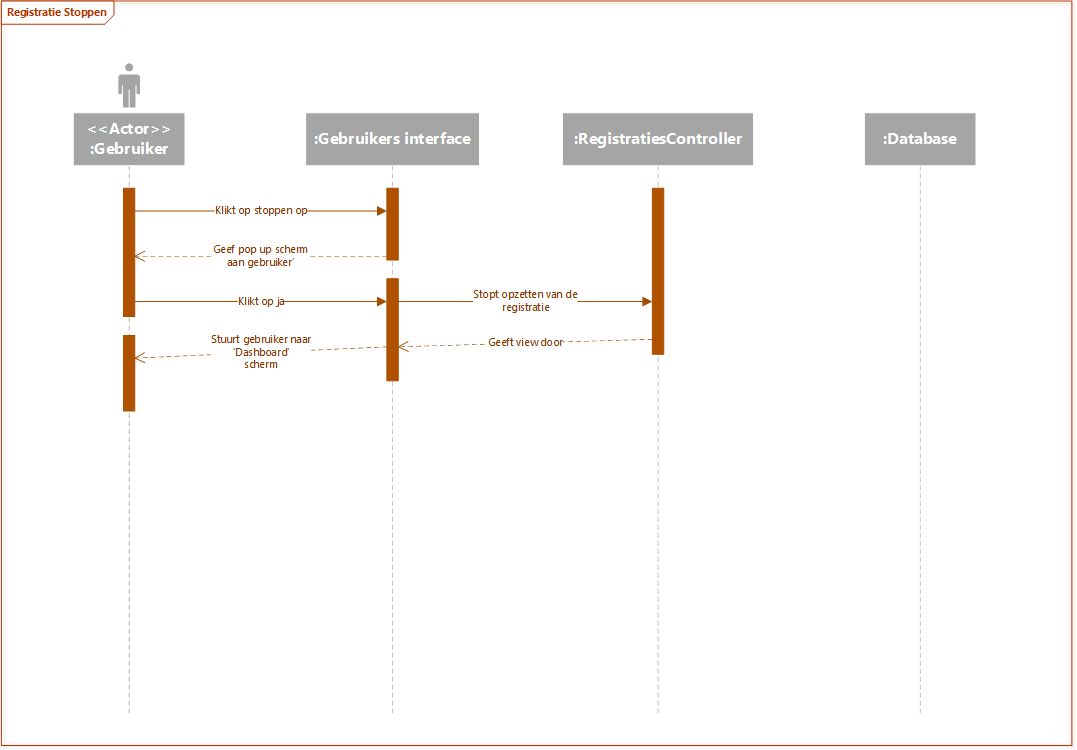 Registratie Stoppen
<<Actor>>
:Gebruiker
:Gebruikers interface
:RegistratiesController
:Database
Klikt op stoppen op
Geef pop up scherm
aan gebruiker'
Klikt op ja
Stopt opzetten van de
registratie
Geeft view door
Stuurt gebruiker naar
'Dashboard'
scherm